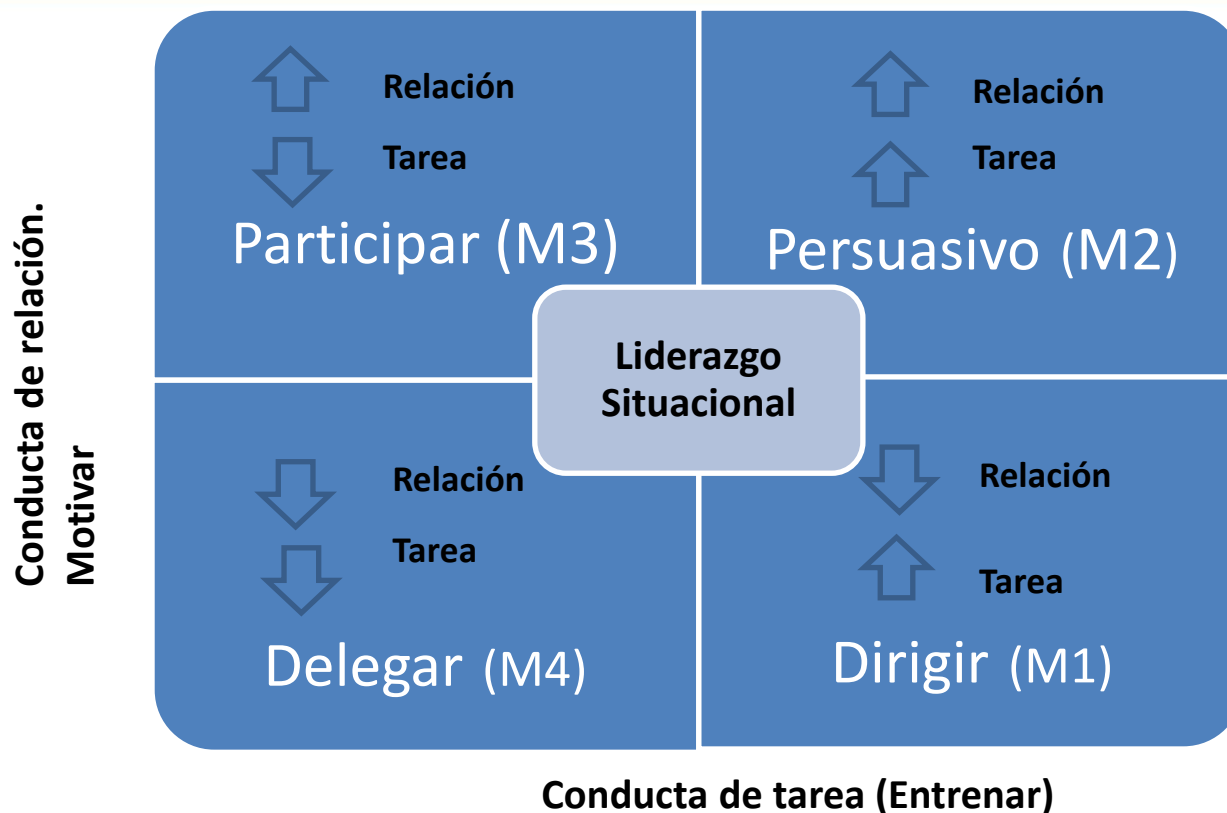 Relación
Tarea
Participar (M3)
Relación
Tarea
Persuasivo (M2)
Liderazgo
Situacional
Relación
Tarea
Delegar (M4)
Relación
Tarea
Dirigir (M1)
Conducta de relación.
Motivar
Conducta de tarea (Entrenar)